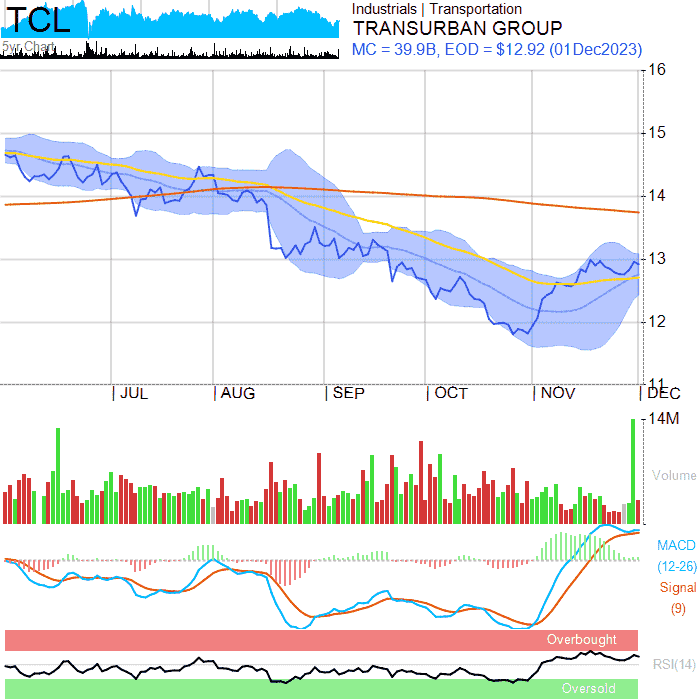 TCL
5yr Chart
Industrials | Transportation
TRANSURBAN GROUP
MC = 39.9B, EOD = $12.92 (01Dec2023)
16
15
14
13
12
11
JUL
AUG
SEP
OCT
NOV
DEC
14M
Volume
MACD
(12-26)
Signal
(9)
Overbought
RSI(14)
Oversold